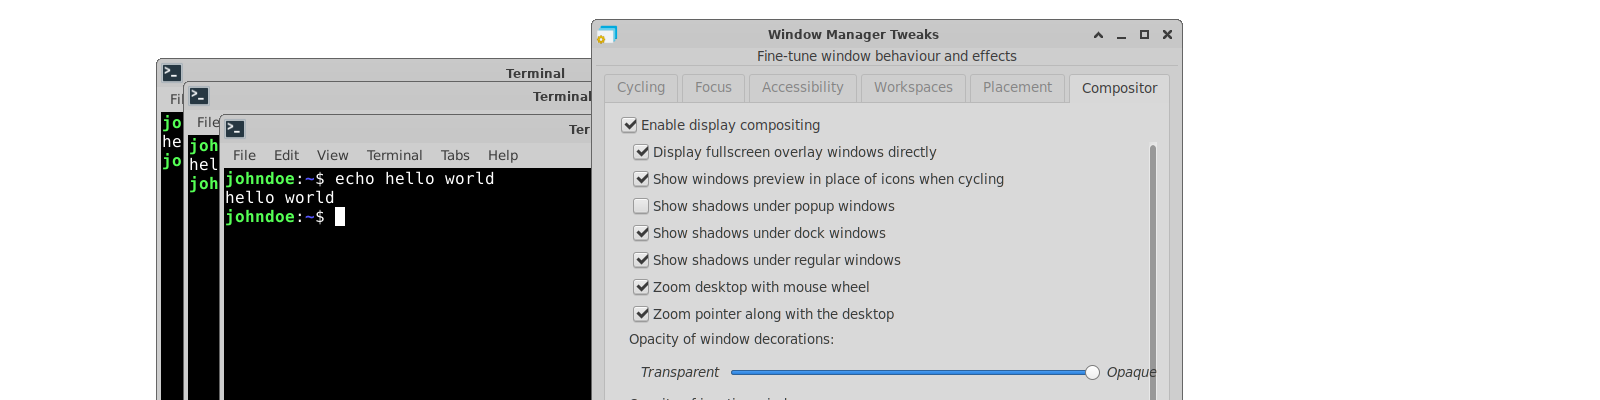 Terminal
Fil
joh
he
jo
Terminal
File
joh
hel
joh
Ter
File Edit View Terminal Tabs Help
johndoe:~$ echo hello world
hello world
johndoe:~$
Window Manager Tweaks
Fine-tune window behaviour and effects
Cycling Focus Accessibility Workspaces Placement Compositor
Enable display compositing
Display fullscreen overlay windows directly
Show windows preview in place of icons when cycling
Show shadows under popup windows
Show shadows under dock windows
Show shadows under regular windows
Zoom desktop with mouse wheel
Zoom pointer along with the desktop
Opacity of window decorations:
Transparent Opaque